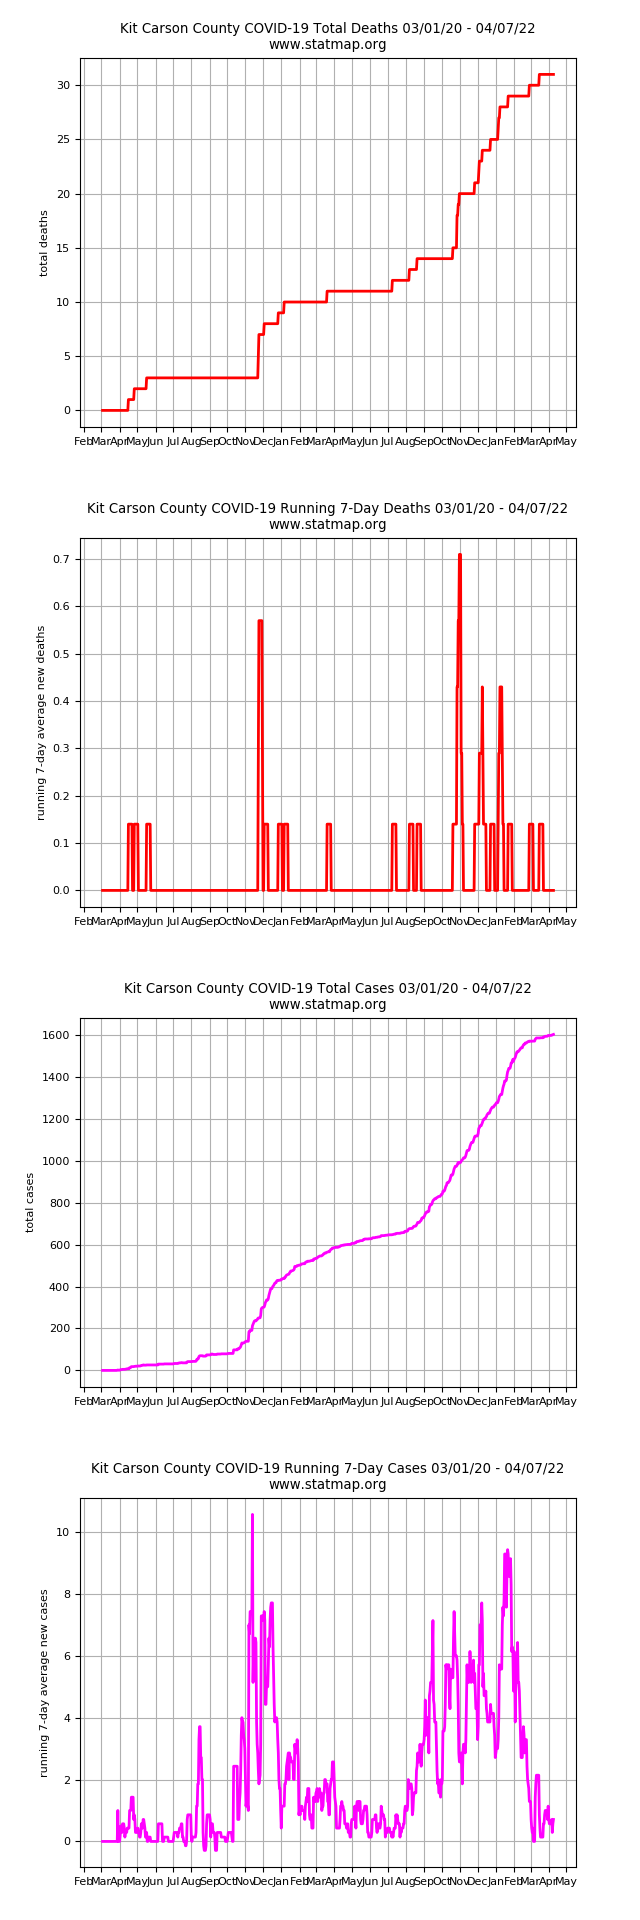 Kit Carson County COVID-19 Total Deaths 03/01/20 - 04/07/22
www.statmap.org
30
25
20
15
10
5
0
total deaths
Feb Mar Apr May Jun Jul Aug Sep Oct Nov Dec Jan Feb Mar Apr May Jun Jul Aug Sep Oct Nov Dec Jan Feb Mar Apr May
Kit Carson County COVID-19 Running 7-Day Deaths 03/01/20 - 04/07/22
www.statmap.org
0.7
0.6
0.5
0.4
0.3
0.2
0.1
0.0
running 7-day average new deaths
Feb Mar Apr May Jun Jul Aug Sep Oct Nov Dec Jan Feb Mar Apr May Jun Jul Aug Sep Oct Nov Dec Jan Feb Mar Apr May
Kit Carson County COVID-19 Total Cases 03/01/20 - 04/07/22
www.statmap.org
1600
1400
1200
1000
800
600
400
200
0
total cases
Feb Mar Apr May Jun Jul Aug Sep Oct Nov Dec Jan Feb Mar Apr May Jun Jul Aug Sep Oct Nov Dec Jan Feb Mar Apr May
Kit Carson County COVID-19 Running 7-Day Cases 03/01/20 - 04/07/22
www.statmap.org
10
8
6
4
2
0
running 7-day average new cases
Feb Mar Apr May Jun Jul Aug Sep Oct Nov Dec Jan Feb Mar Apr May Jun Jul Aug Sep Oct Nov Dec Jan Feb Mar Apr May